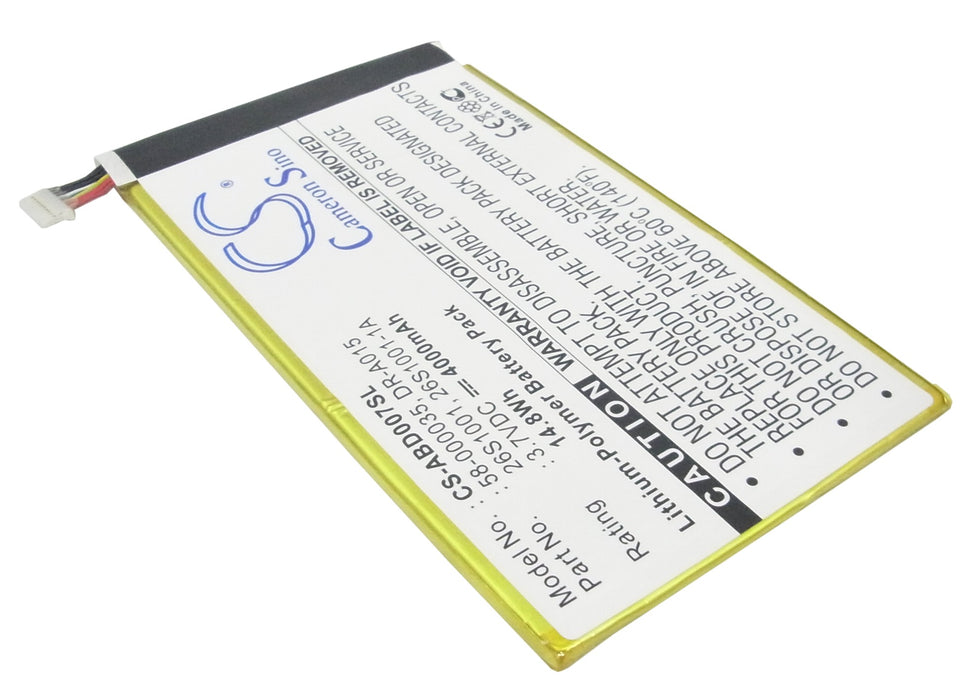 CS
Cameron Sino
Model No. : CS-ABD007SL
Part No. : 58-000035, DR-A015
26S1001, 26S1001-1A
Rating : 3.7VDC ⎓ 4000mAh
14.8Wh
Lithium-Polymer Battery Pack
CAUTION WARRANTY VOID IF LABEL IS REMOVED
• DO NOT ATTEMPT TO DISASSEMBLE, OPEN OR SERVICE
THE BATTERY PACK.
• REPLACE ONLY WITH THE BATTERY PACK DESIGNATED
FOR THIS PRODUCT.
• DO NOT CRUSH, PUNCTURE, SHORT EXTERNAL CONTACTS
OR DISPOSE OF IN FIRE OR WATER.
• DO NOT STORE ABOVE 60°C (140°F).
CE
Made in China